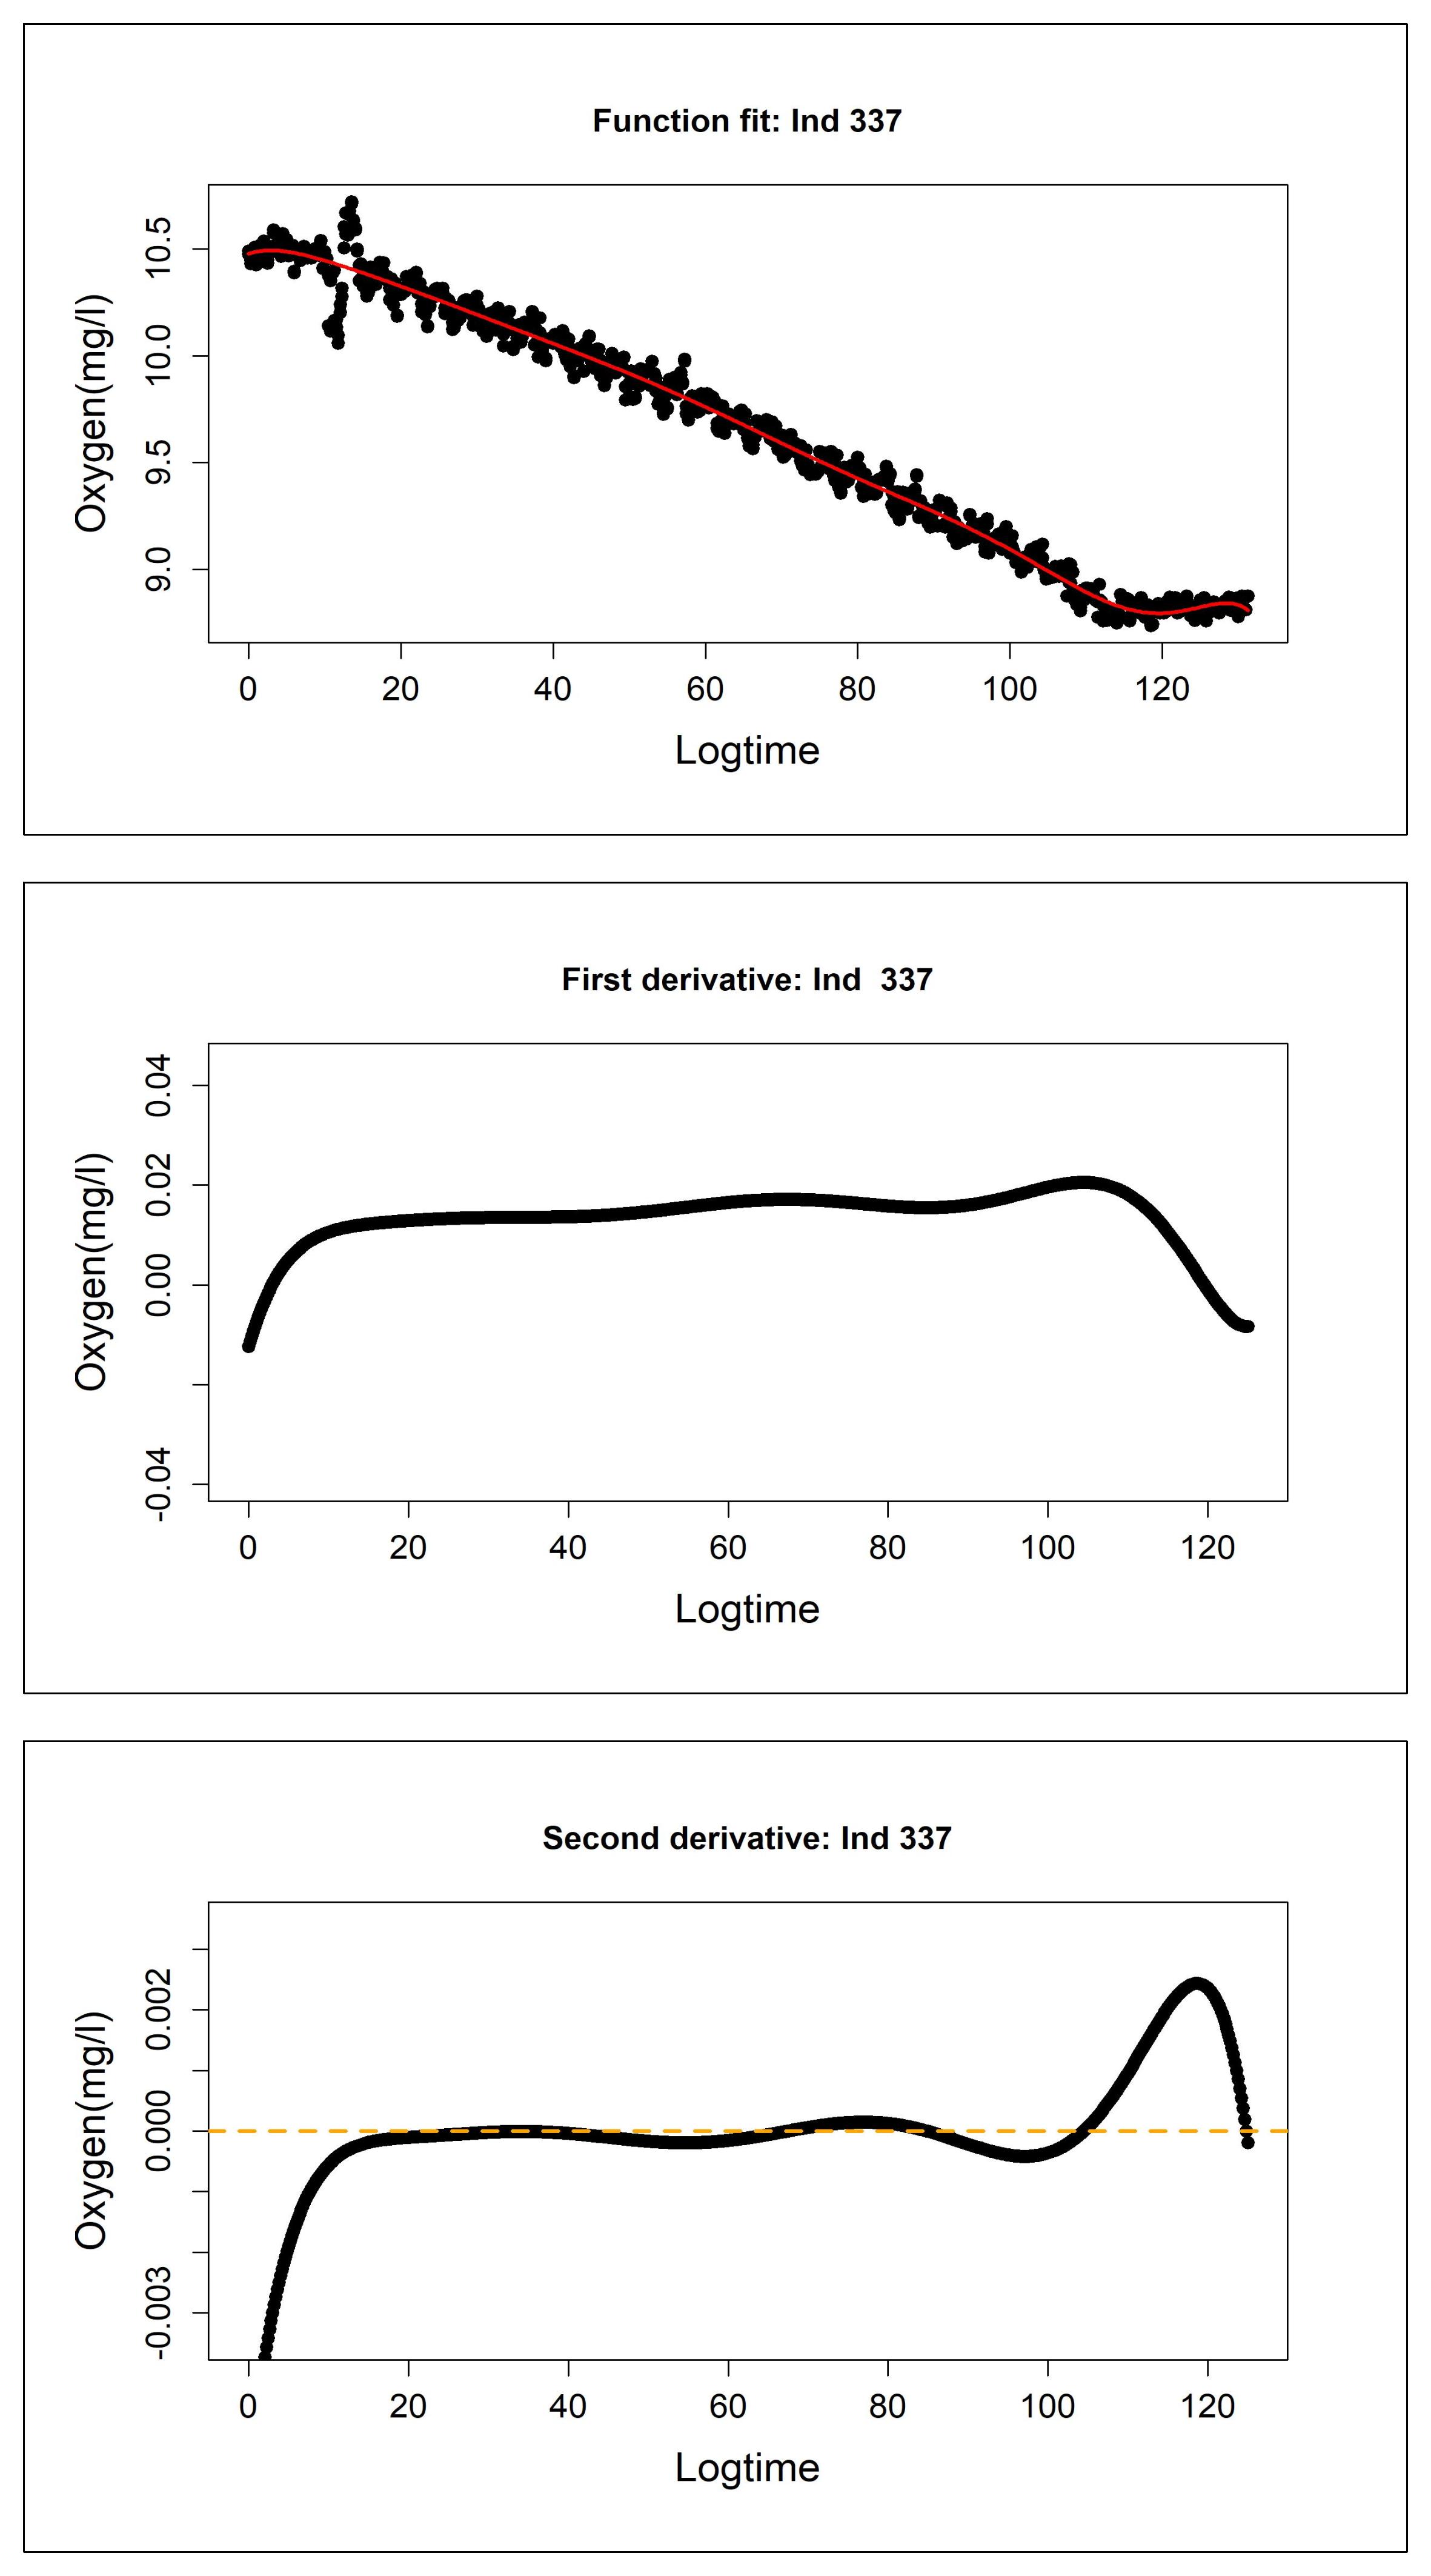 Function fit: Ind 337
Oxygen(mg/l)
10.5
10.0
9.5
9.0
0 20 40 60 80 100 120
Logtime
First derivative: Ind  337
Oxygen(mg/l)
0.04
0.02
0.00
-0.04
0 20 40 60 80 100 120
Logtime
Second derivative: Ind 337
Oxygen(mg/l)
0.002
0.000
-0.003
0 20 40 60 80 100 120
Logtime